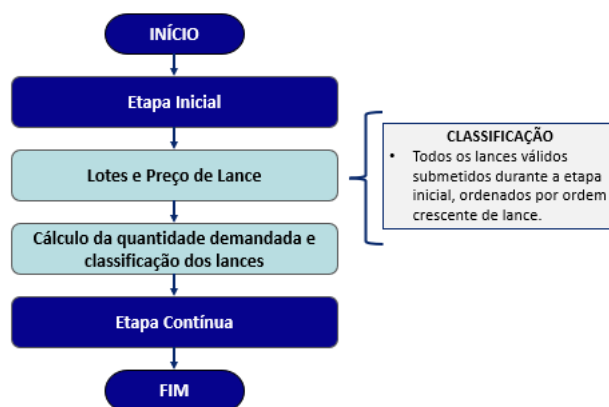 INÍCIO
Etapa Inicial
Lotes e Preço de Lance
Cálculo da quantidade demandada e
classificação dos lances
Etapa Contínua
FIM
CLASSIFICAÇÃO
• Todos os lances válidos
submetidos durante a etapa
inicial, ordenados por ordem
crescente de lance.